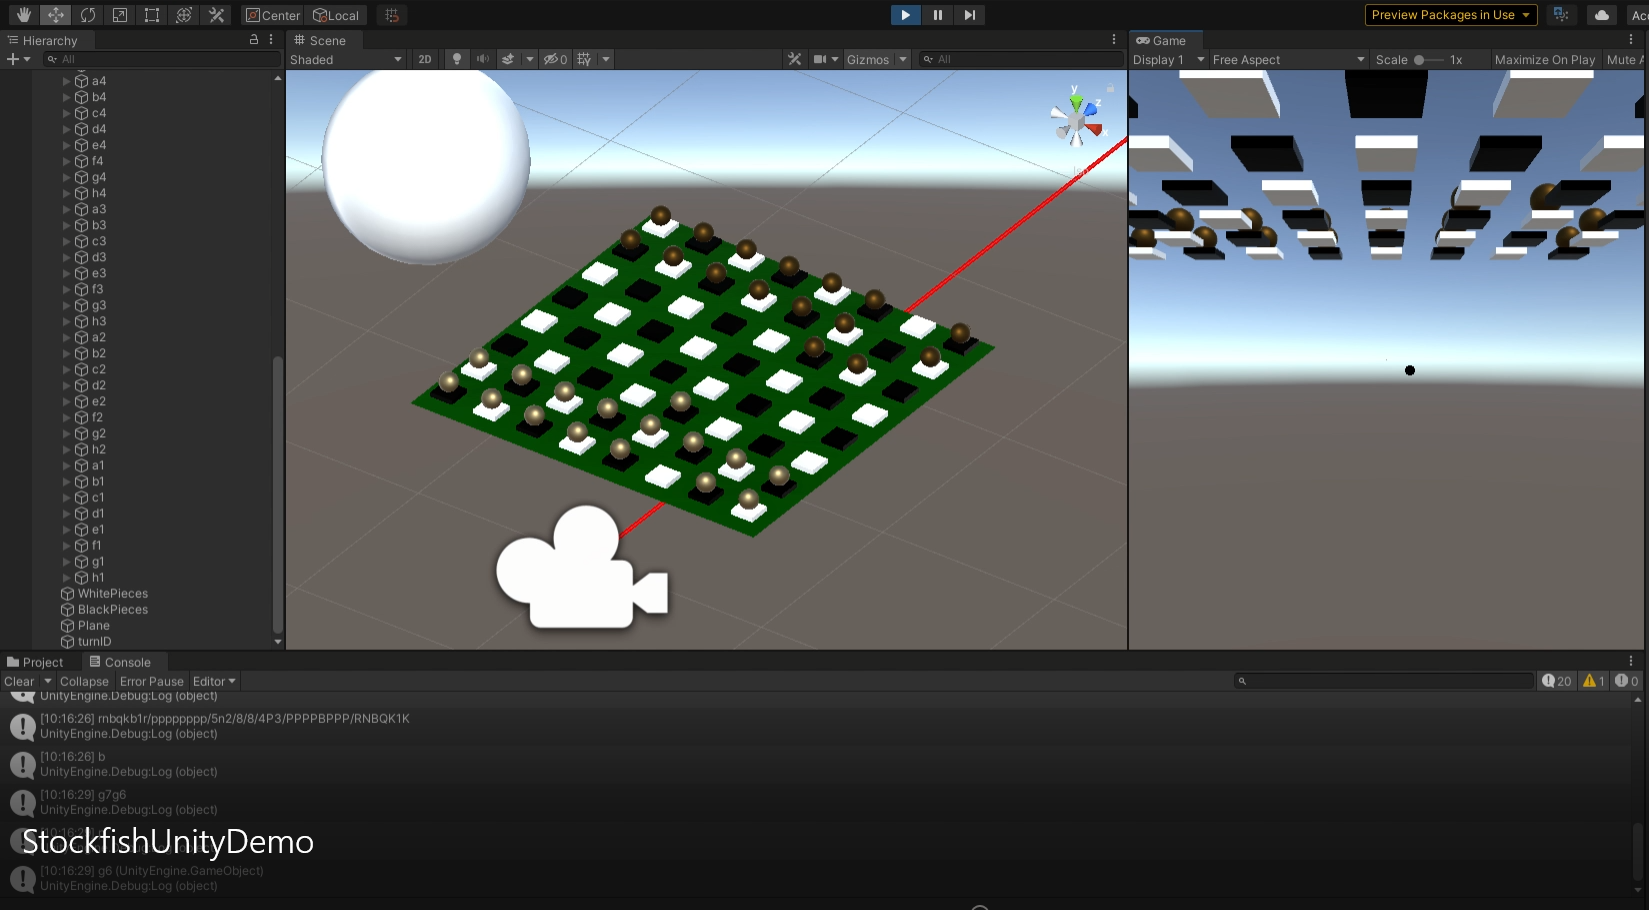 Center
Local
Preview Packages in Use
Hierarchy
All
a4
b4
c4
d4
e4
f4
g4
h4
a3
b3
c3
d3
e3
f3
g3
h3
a2
b2
c2
d2
e2
f2
g2
h2
a1
b1
c1
d1
e1
f1
g1
h1
WhitePieces
BlackPieces
Plane
turnID
Scene
Shaded
2D
0
Gizmos
All
y
z
x
Game
Display 1
Free Aspect
Scale
1x
Maximize On Play
Mute A
Project
Console
Clear
Collapse
Error Pause
Editor
20
1
0
UnityEngine.Debug:Log (object)
[10:16:26] rnbqkb1r/pppppppp/5n2/8/8/4P3/PPPPBPPP/RNBQK1K
UnityEngine.Debug:Log (object)
[10:16:26] b
UnityEngine.Debug:Log (object)
[10:16:29] g7g6
UnityEngine.Debug:Log (object)
StockfishUnityDemo
[10:16:29] g6 (UnityEngine.GameObject)
UnityEngine.Debug:Log (object)